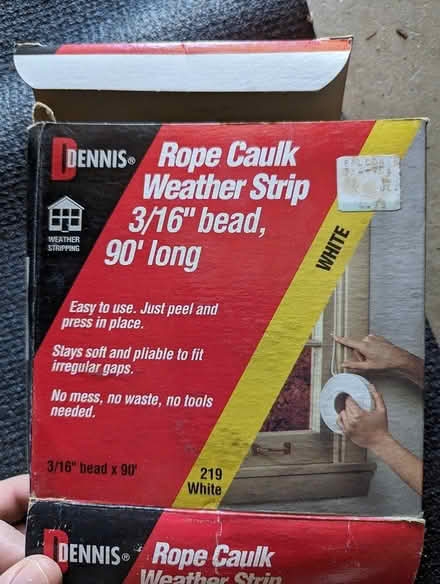 DENNIS®
Rope Caulk
Weather Strip
3/16" bead,
90' long
WEATHER
STRIPPING
WHITE
Easy to use. Just peel and
press in place.
Stays soft and pliable to fit
irregular gaps.
No mess, no waste, no tools
needed.
3/16" bead x 90'
219
White
DENNIS®
Rope Caulk
Weather Strip